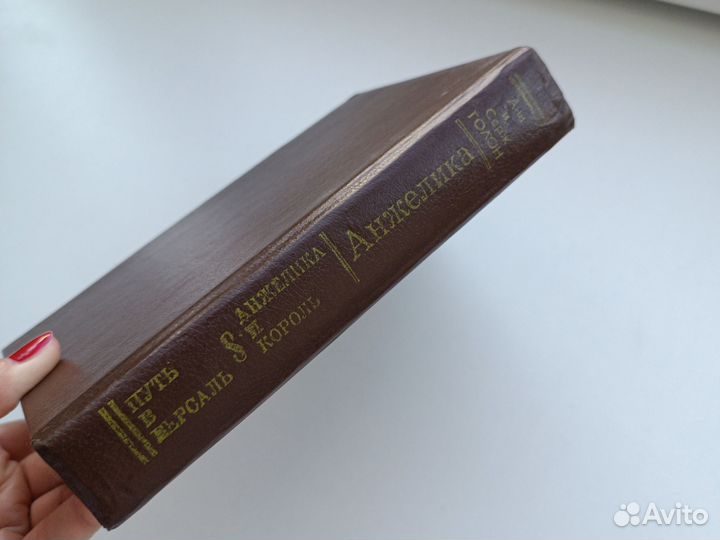 Анн и
Серж
ГОЛОН
Анжелика
АНЖЕЛИКА
И
КОРОЛЬ
§
ПУТЬ
В
ВЕРСАЛЬ
Avito